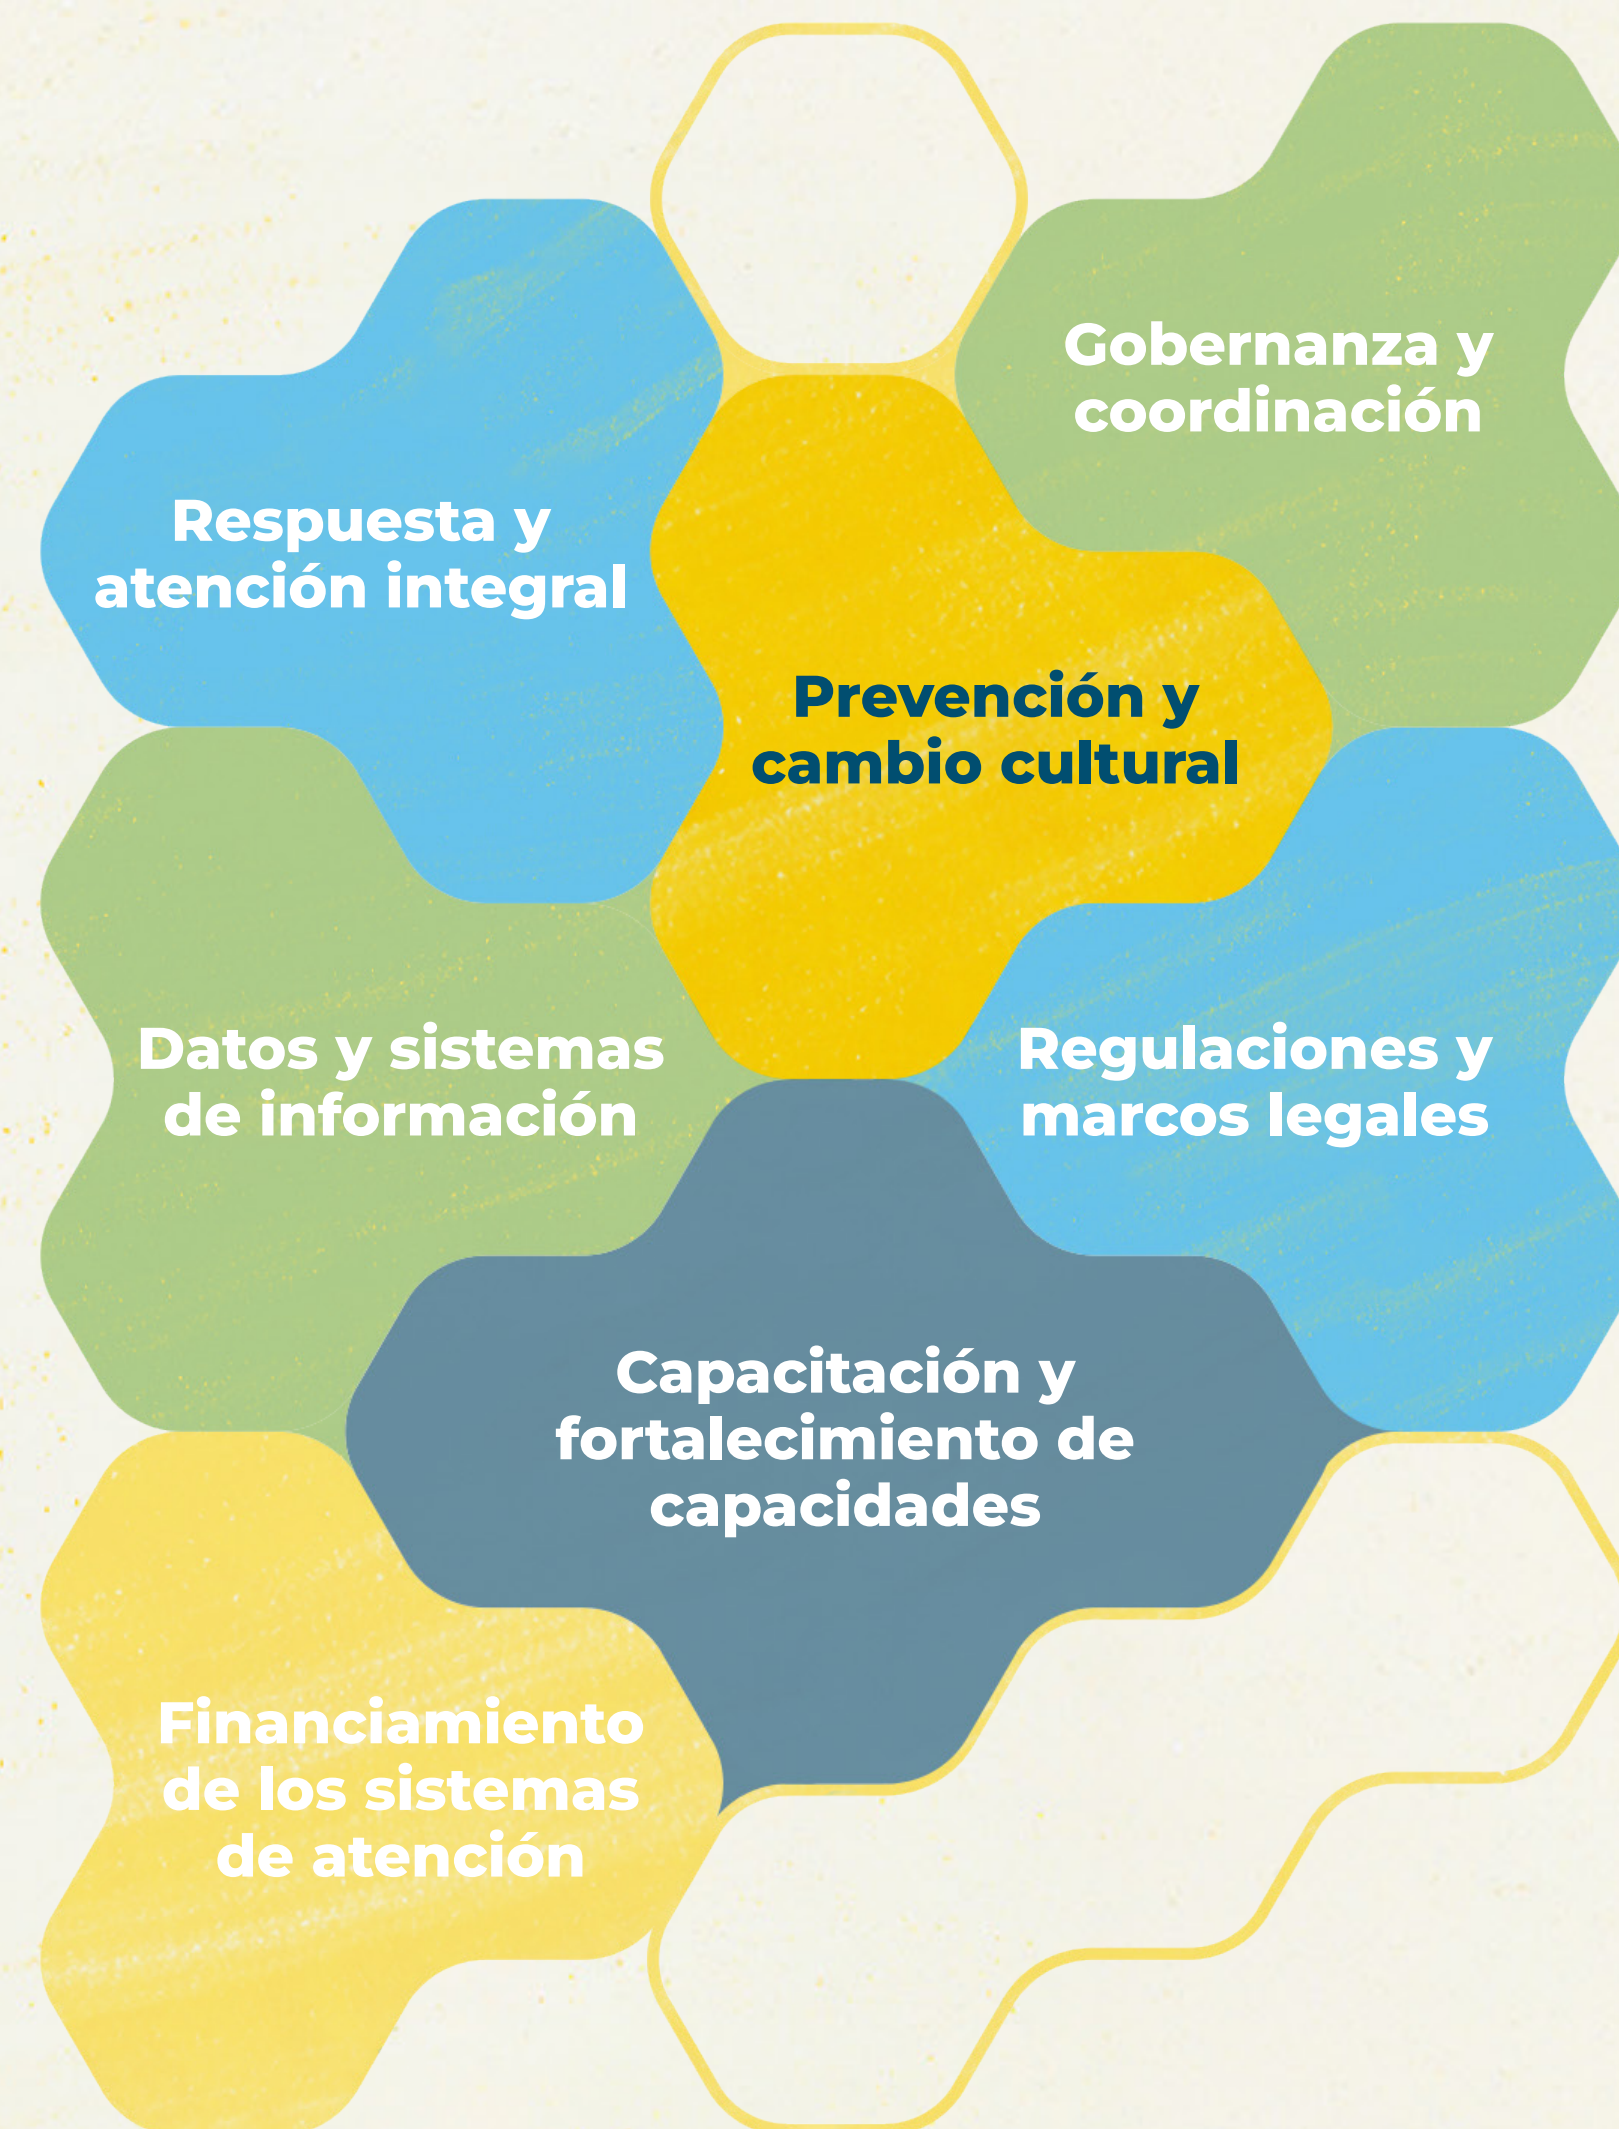 Gobernanza y
coordinación
Respuesta y
atención integral
Prevención y
cambio cultural
Datos y sistemas
de información
Regulaciones y
marcos legales
Capacitación y
fortalecimiento de
capacidades
Financiamiento
de los sistemas
de atención